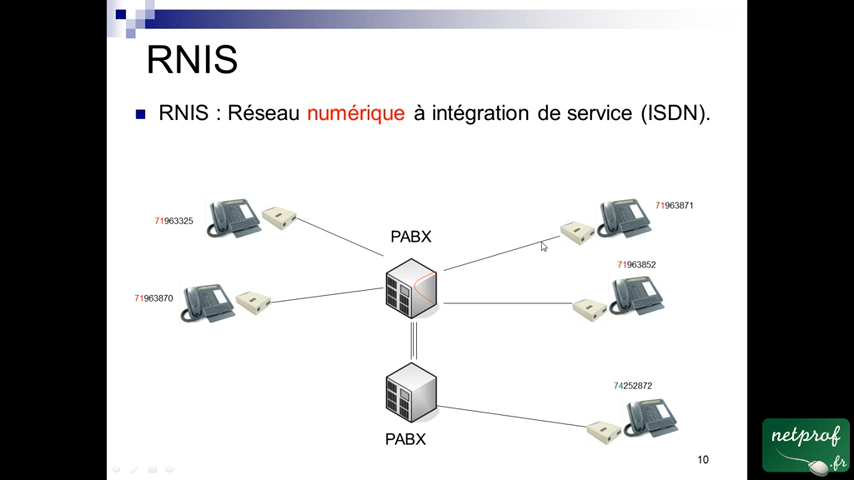 RNIS
RNIS : Réseau numérique à intégration de service (ISDN).
71963325
71963871
PABX
71963852
71963870
74252872
PABX
10
netprof
.fr